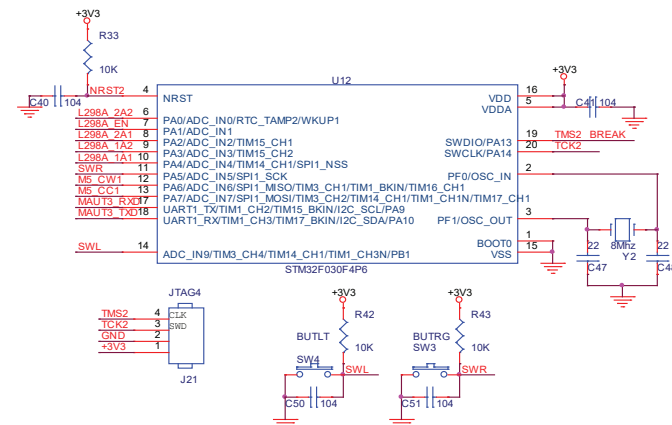 +3V3
R33
10K
U12
+3V3
NRST2 4 NRST
C40 104
VDD 16
VDDA 5
C41 104
L298A_2A2 6 PA0/ADC_IN0/RTC_TAMP2/WKUP1
L298A_EN 7 PA1/ADC_IN1
L298A_2A1 8 PA2/ADC_IN2/TIM15_CH1
L298A_1A2 9 PA3/ADC_IN3/TIM15_CH2
L298A_1A1 10 PA4/ADC_IN4/TIM14_CH1/SPI1_NSS
SWR 11 PA5/ADC_IN5/SPI1_SCK
M5_CW1 12 PA6/ADC_IN6/SPI1_MISO/TIM3_CH1/TIM1_BKIN/TIM16_CH1
M5_CC1 13 PA7/ADC_IN7/SPI1_MOSI/TIM3_CH2/TIM14_CH1/TIM1_CH1N/TIM17_CH1
MAUT3_RXD 17 UART1_TX/TIM1_CH2/TIM15_BKIN/I2C_SCL/PA9
MAUT3_TXD 18 UART1_RX/TIM1_CH3/TIM17_BKIN/I2C_SDA/PA10
SWL 14 ADC_IN9/TIM3_CH4/TIM14_CH1/TIM1_CH3N/PB1
SWDIO/PA13 19 TMS2 BREAK
SWCLK/PA14 20 TCK2
PF0/OSC_IN 2
PF1/OSC_OUT 3
BOOT0 1
VSS 15
STM32F030F4P6
22 8Mhz 22
C47 Y2 C48
JTAG4
TMS2 4 CLK
TCK2 3 SWD
GND 2
+3V3 1
J21
+3V3
R42
BUTLT
10K
SW4
SWL
C50 104
+3V3
R43
BUTRG
SW3 10K
SWR
C51 104